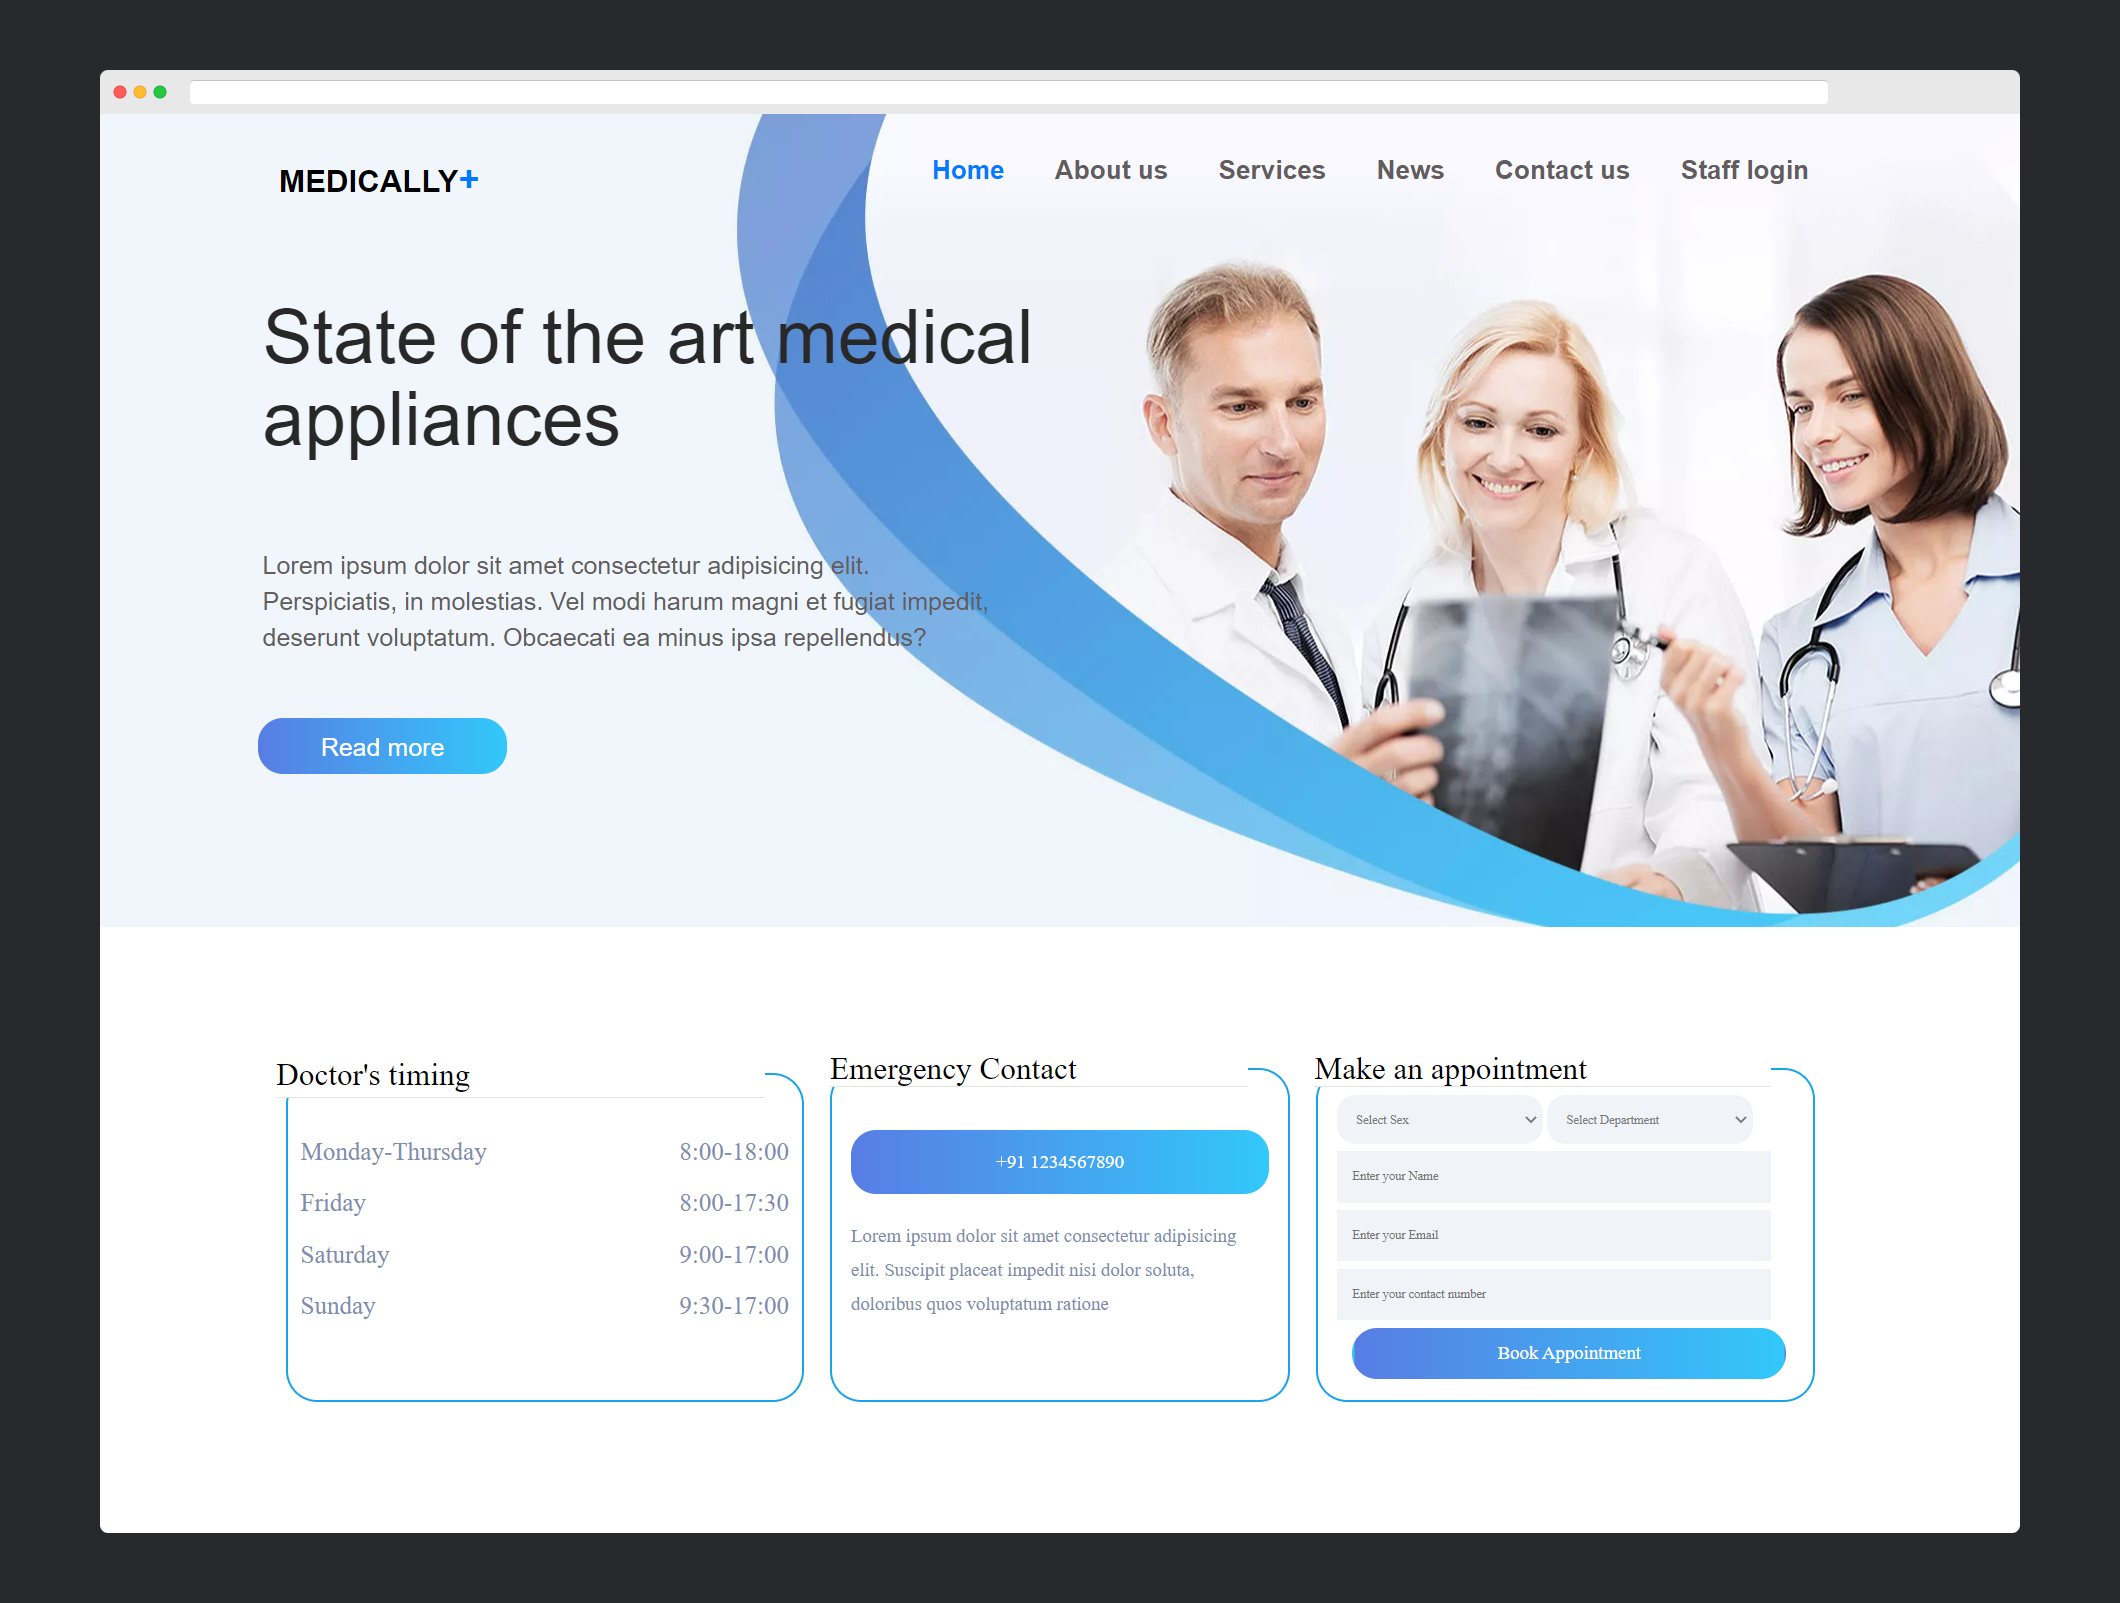 MEDICALLY+
Home About us Services News Contact us Staff login
State of the art medical
appliances
Lorem ipsum dolor sit amet consectetur adipisicing elit.
Perspiciatis, in molestias. Vel modi harum magni et fugiat impedit,
deserunt voluptatum. Obcaecati ea minus ipsa repellendus?
Read more
Doctor's timing
Monday-Thursday 8:00-18:00
Friday 8:00-17:30
Saturday 9:00-17:00
Sunday 9:30-17:00
Emergency Contact
+91 1234567890
Lorem ipsum dolor sit amet consectetur adipisicing
elit. Suscipit placeat impedit nisi dolor soluta,
doloribus quos voluptatum ratione
Make an appointment
Select Sex Select Department
Enter your Name
Enter your Email
Enter your contact number
Book Appointment